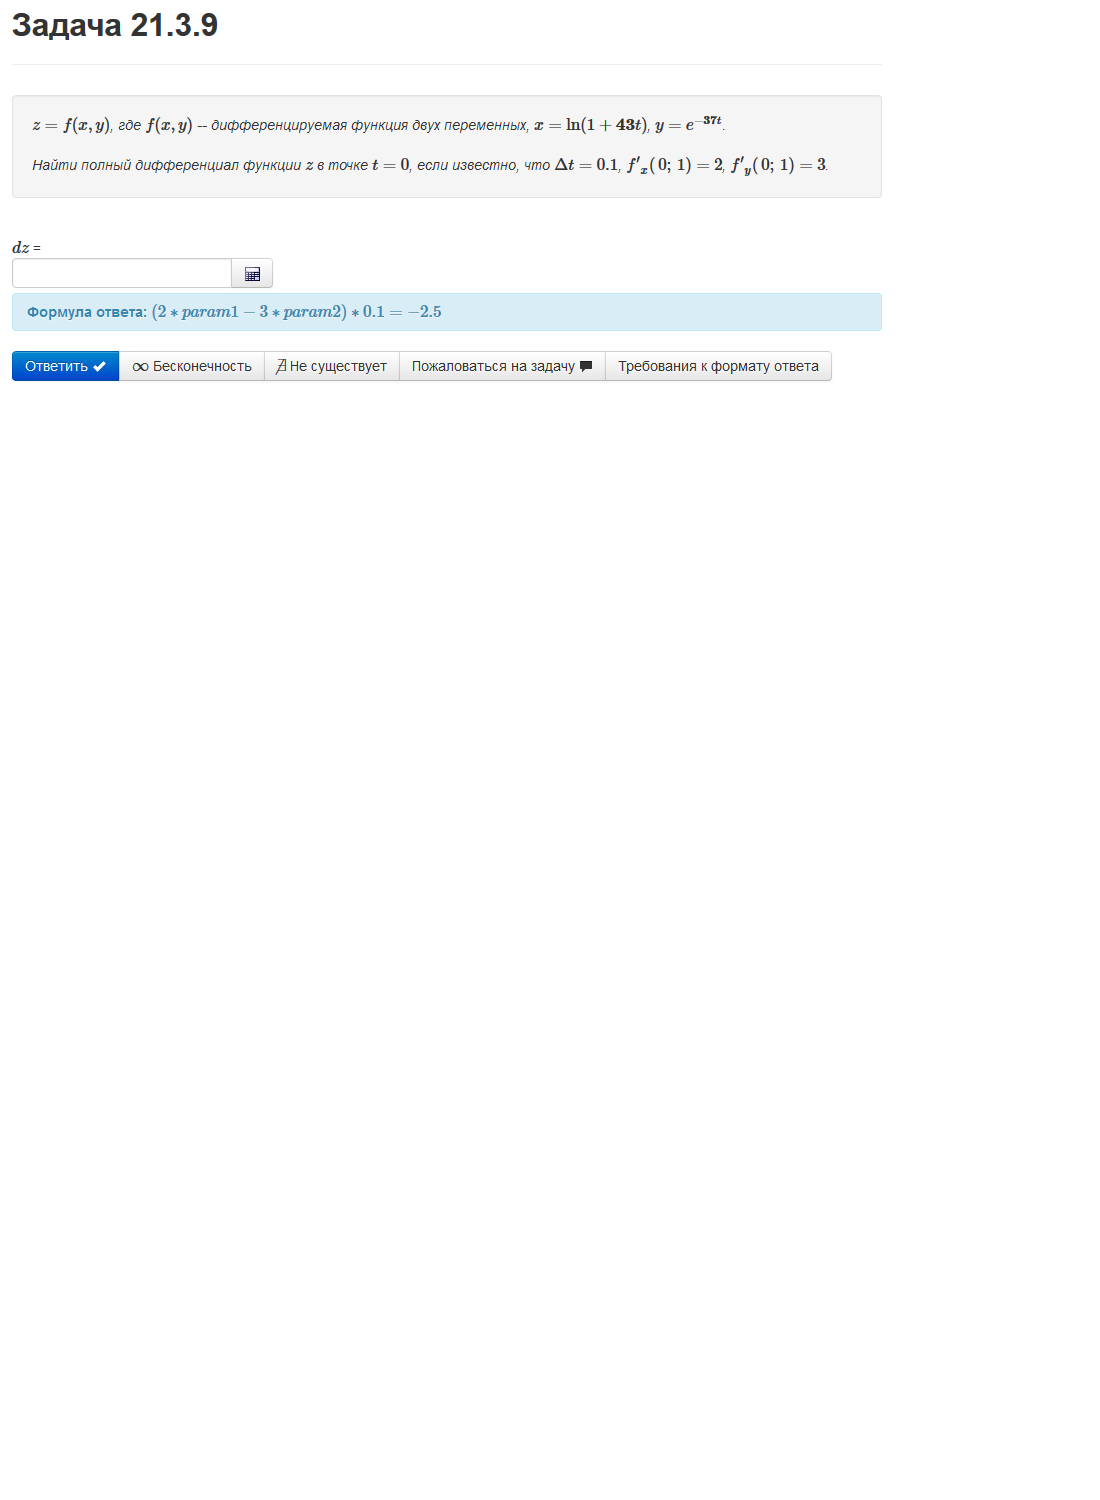 Задача 21.3.9
z = f(x, y), где f(x, y) -- дифференцируемая функция двух переменных, x = ln(1 + 43t), y = e^{−37t}.
Найти полный дифференциал функции z в точке t = 0, если известно, что Δt = 0.1, f′ₓ( 0; 1) = 2, f′_y( 0; 1) = 3.
dz =
Формула ответа: (2 ∗ param1 − 3 ∗ param2) ∗ 0.1 = −2.5
Ответить ∞ Бесконечность ∄ Не существует Пожаловаться на задачу Требования к формату ответа